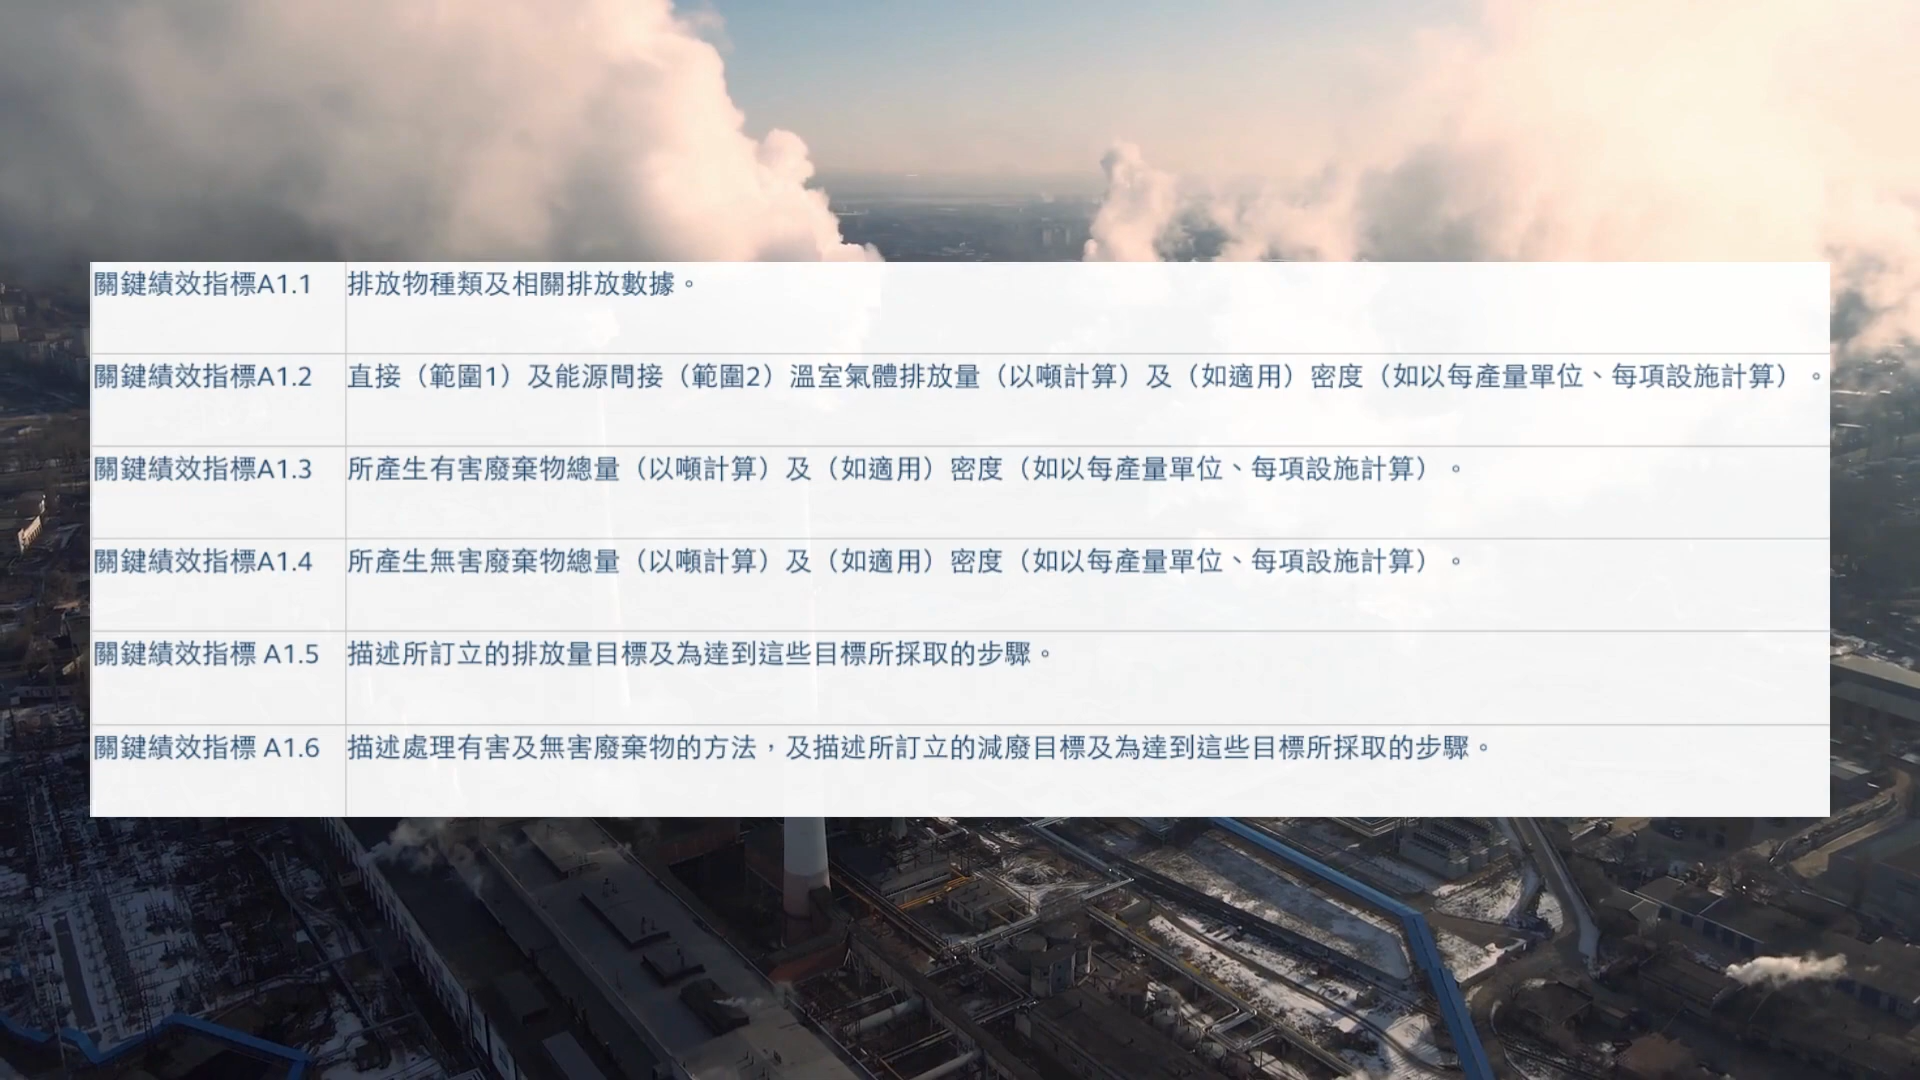 關鍵績效指標A1.1 排放物種類及相關排放數據。
關鍵績效指標A1.2 直接（範圍1）及能源間接（範圍2）溫室氣體排放量（以噸計算）及（如適用）密度（如以每產量單位、每項設施計算）。
關鍵績效指標A1.3 所產生有害廢棄物總量（以噸計算）及（如適用）密度（如以每產量單位、每項設施計算）。
關鍵績效指標A1.4 所產生無害廢棄物總量（以噸計算）及（如適用）密度（如以每產量單位、每項設施計算）。
關鍵績效指標 A1.5 描述所訂立的排放量目標及為達到這些目標所採取的步驟。
關鍵績效指標 A1.6 描述處理有害及無害廢棄物的方法，及描述所訂立的減廢目標及為達到這些目標所採取的步驟。